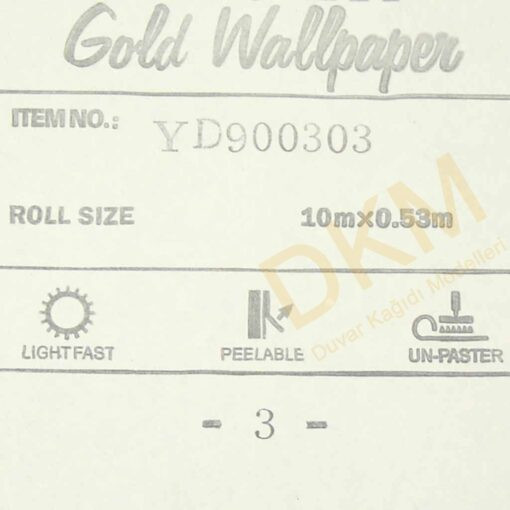 Gold Wallpaper
ITEM NO.: YD900303
ROLL SIZE 10m×0.53m
DKM
Duvar Kağıdı Modelleri
LIGHTFAST PEELABLE UN-PASTER
- 3 -